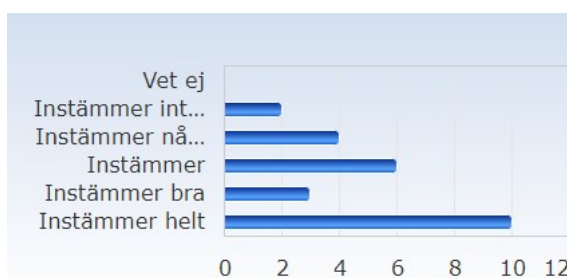 Vet ej
Instämmer int...
Instämmer nå...
Instämmer
Instämmer bra
Instämmer helt
0 2 4 6 8 10 12